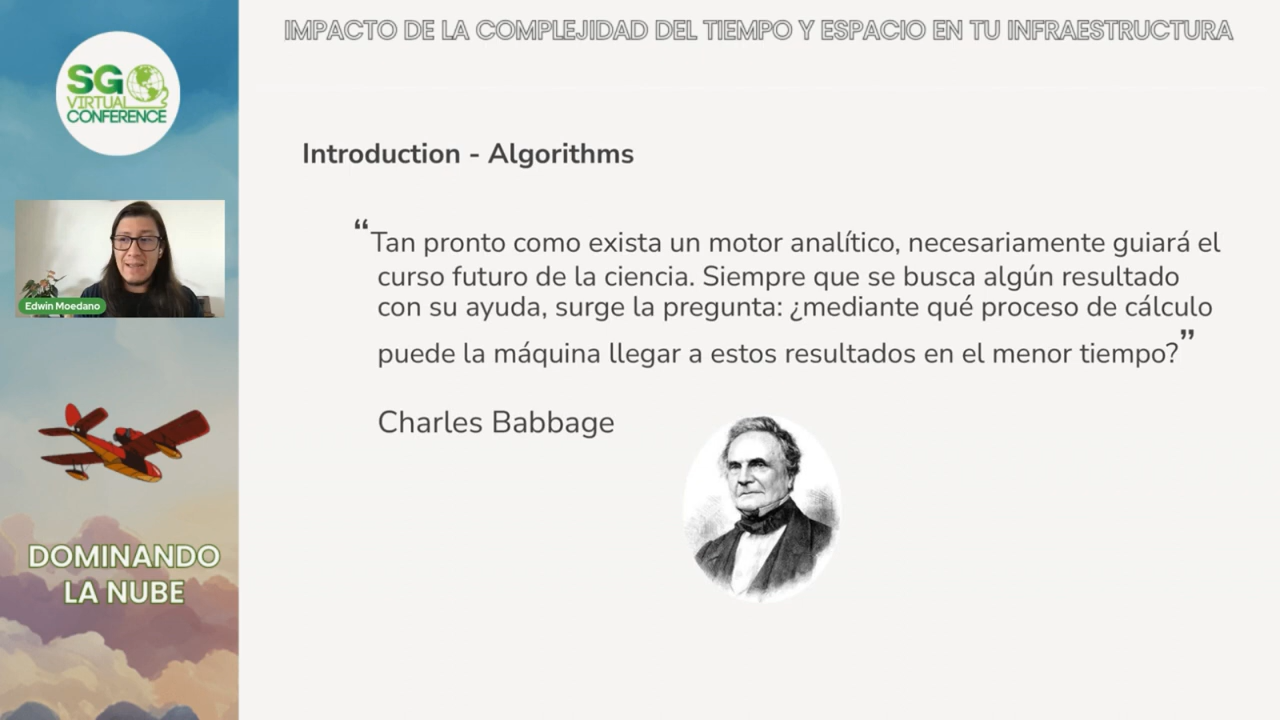 IMPACTO DE LA COMPLEJIDAD DEL TIEMPO Y ESPACIO EN TU INFRAESTRUCTURA
SG
VIRTUAL
CONFERENCE
Introduction - Algorithms
“Tan pronto como exista un motor analítico, necesariamente guiará el
curso futuro de la ciencia. Siempre que se busca algún resultado
con su ayuda, surge la pregunta: ¿mediante qué proceso de cálculo
puede la máquina llegar a estos resultados en el menor tiempo?”
Charles Babbage
Edwin Moedano
DOMINANDO
LA NUBE